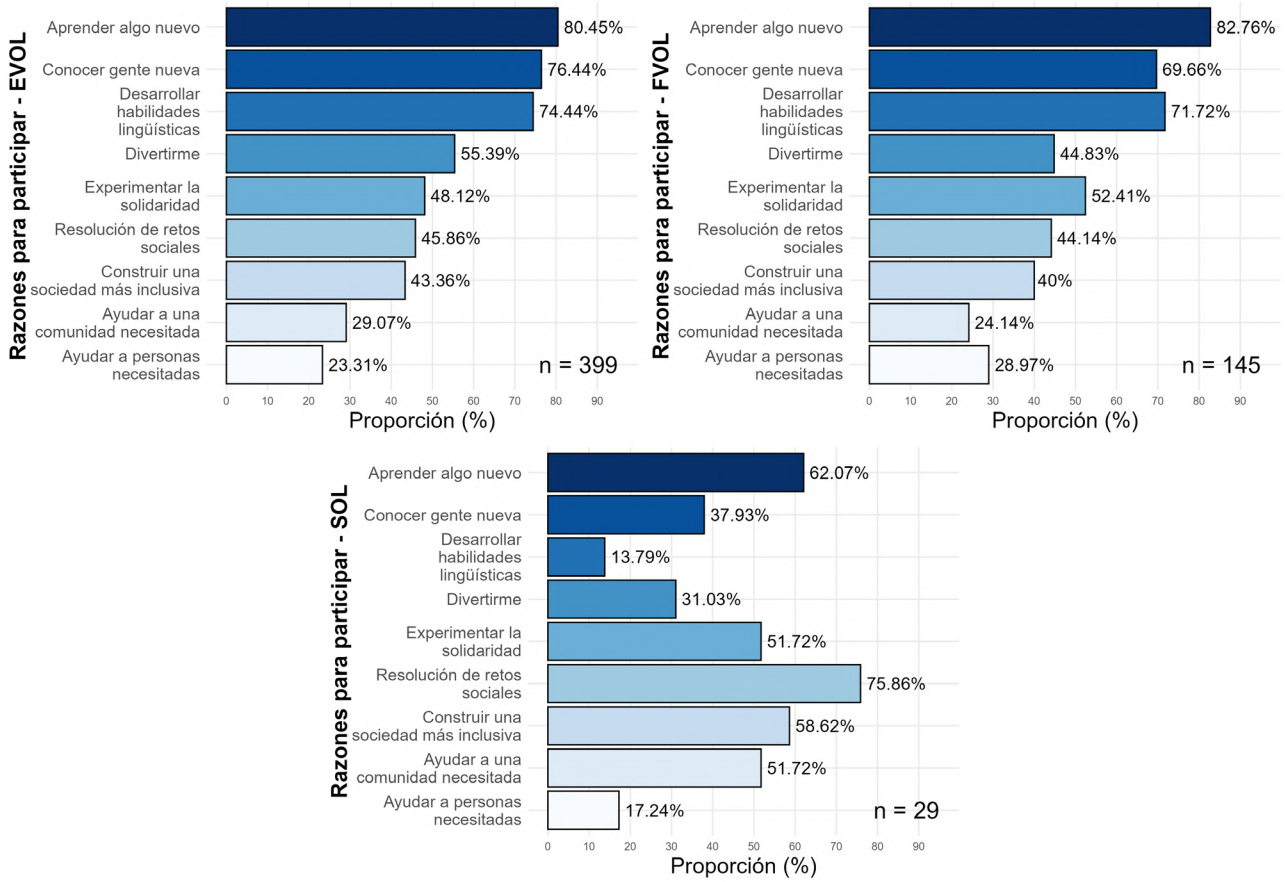 Razones para participar - EVOL
Aprender algo nuevo
80.45%
Conocer gente nueva
76.44%
Desarrollar
habilidades
lingüísticas
74.44%
Divertirme
55.39%
Experimentar la
solidaridad
48.12%
Resolución de retos
sociales
45.86%
Construir una
sociedad más inclusiva
43.36%
Ayudar a una
comunidad necesitada
29.07%
Ayudar a personas
necesitadas
23.31%
n = 399
0 10 20 30 40 50 60 70 80 90
Proporción (%)
Razones para participar - FVOL
Aprender algo nuevo
82.76%
Conocer gente nueva
69.66%
Desarrollar
habilidades
lingüísticas
71.72%
Divertirme
44.83%
Experimentar la
solidaridad
52.41%
Resolución de retos
sociales
44.14%
Construir una
sociedad más inclusiva
40%
Ayudar a una
comunidad necesitada
24.14%
Ayudar a personas
necesitadas
28.97%
n = 145
0 10 20 30 40 50 60 70 80 90
Proporción (%)
Razones para participar - SOL
Aprender algo nuevo
62.07%
Conocer gente nueva
37.93%
Desarrollar
habilidades
lingüísticas
13.79%
Divertirme
31.03%
Experimentar la
solidaridad
51.72%
Resolución de retos
sociales
75.86%
Construir una
sociedad más inclusiva
58.62%
Ayudar a una
comunidad necesitada
51.72%
Ayudar a personas
necesitadas
17.24%
n = 29
0 10 20 30 40 50 60 70 80 90
Proporción (%)